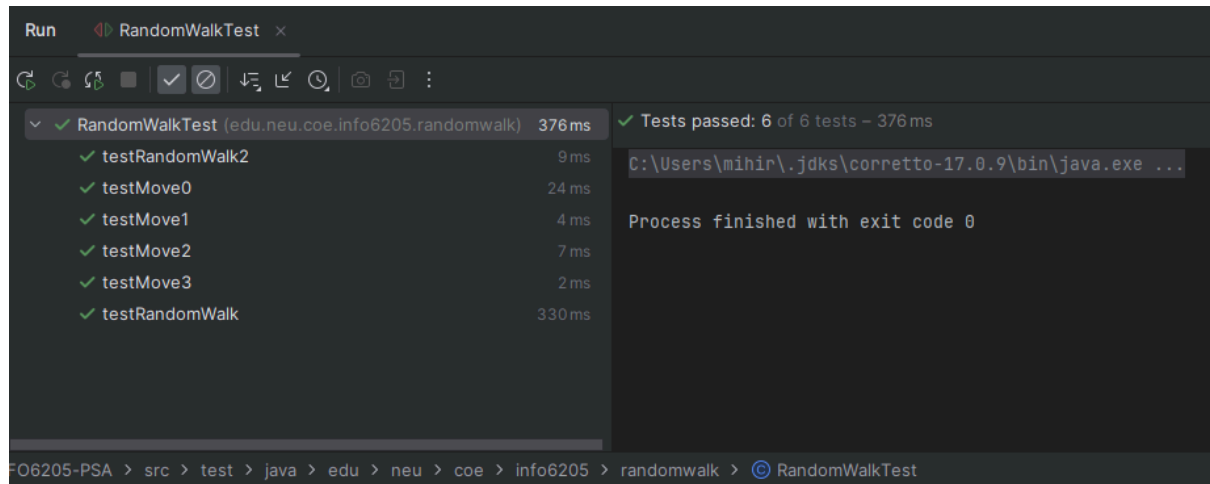 Run RandomWalkTest ×
RandomWalkTest (edu.neu.coe.info6205.randomwalk) 376 ms
testRandomWalk2 9 ms
testMove0 24 ms
testMove1 4 ms
testMove2 7 ms
testMove3 2 ms
testRandomWalk 330 ms
Tests passed: 6 of 6 tests – 376 ms
C:\Users\mihir\.jdks\corretto-17.0.9\bin\java.exe ...
Process finished with exit code 0
FO6205-PSA > src > test > java > edu > neu > coe > info6205 > randomwalk > © RandomWalkTest